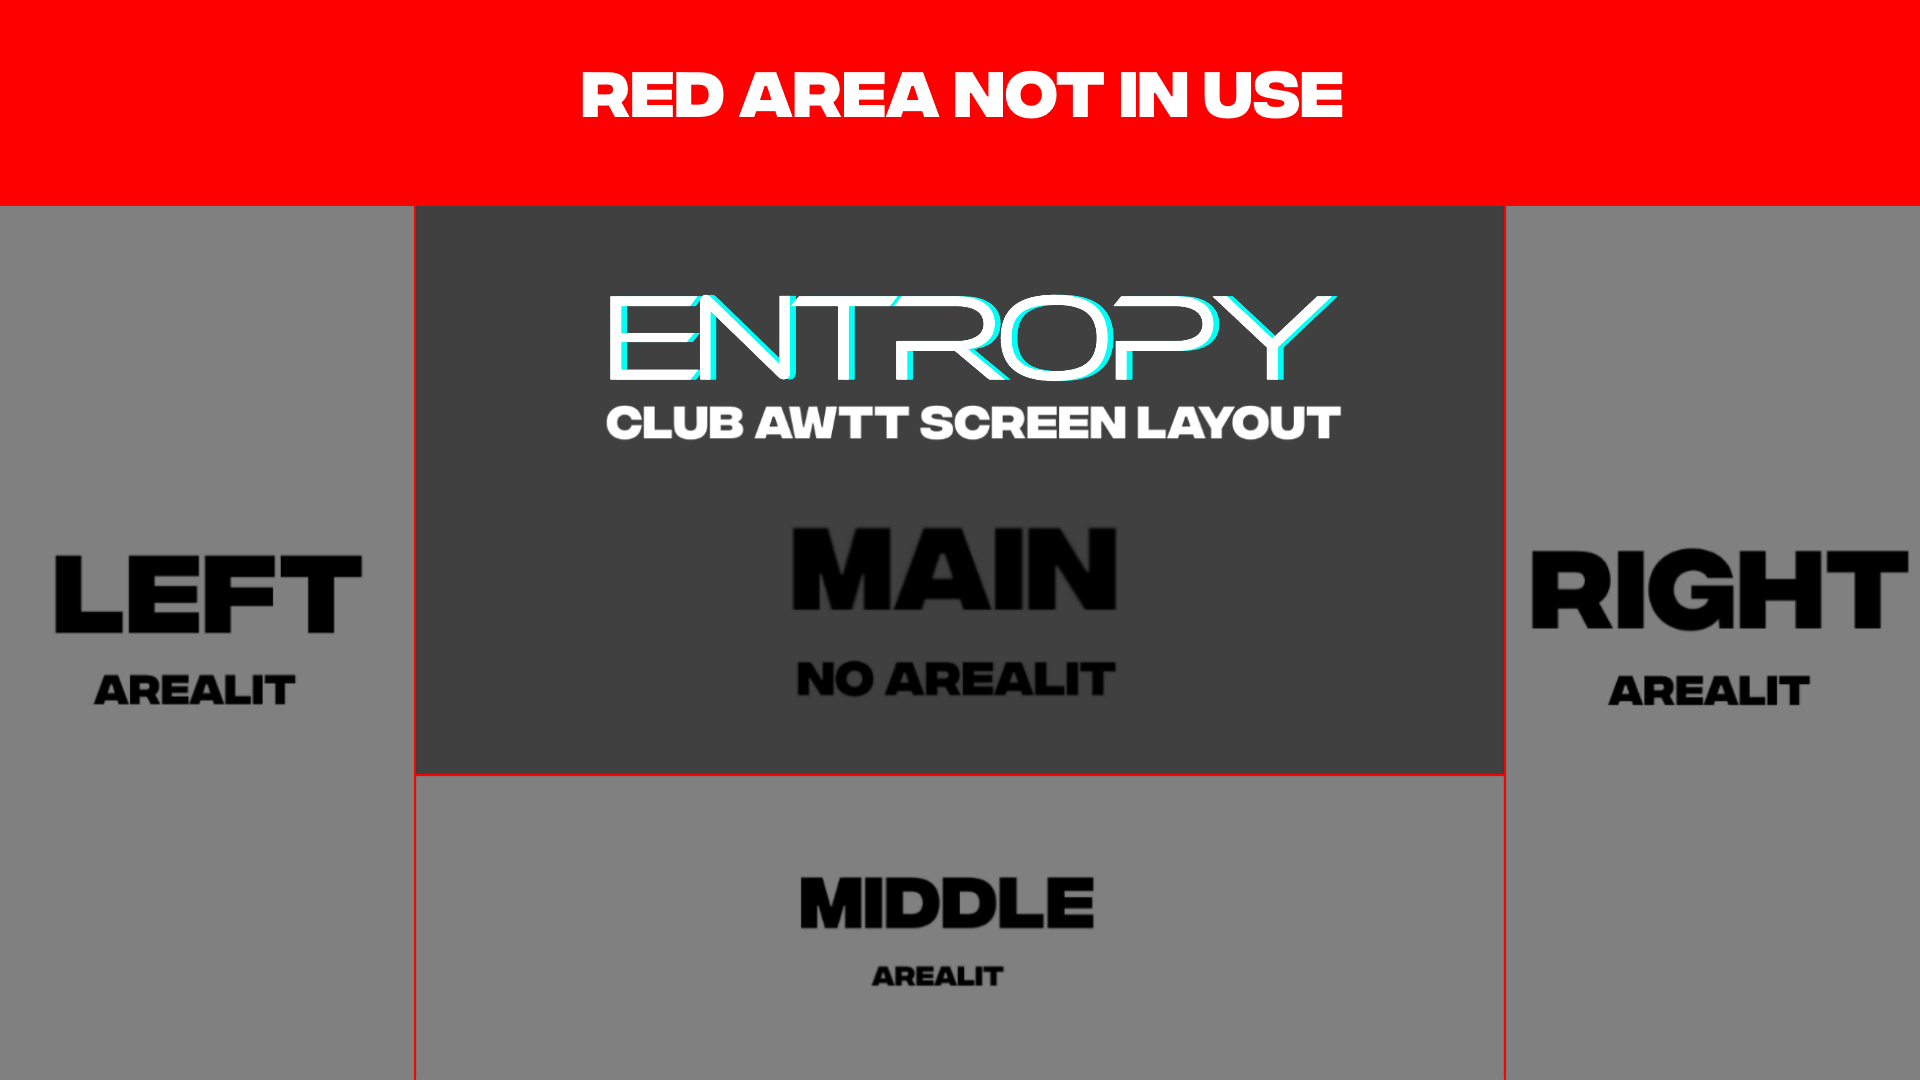 RED AREA NOT IN USE
ENTROPY
CLUB AWTT SCREEN LAYOUT
MAIN
NO AREALIT
LEFT
AREALIT
RIGHT
AREALIT
MIDDLE
AREALIT